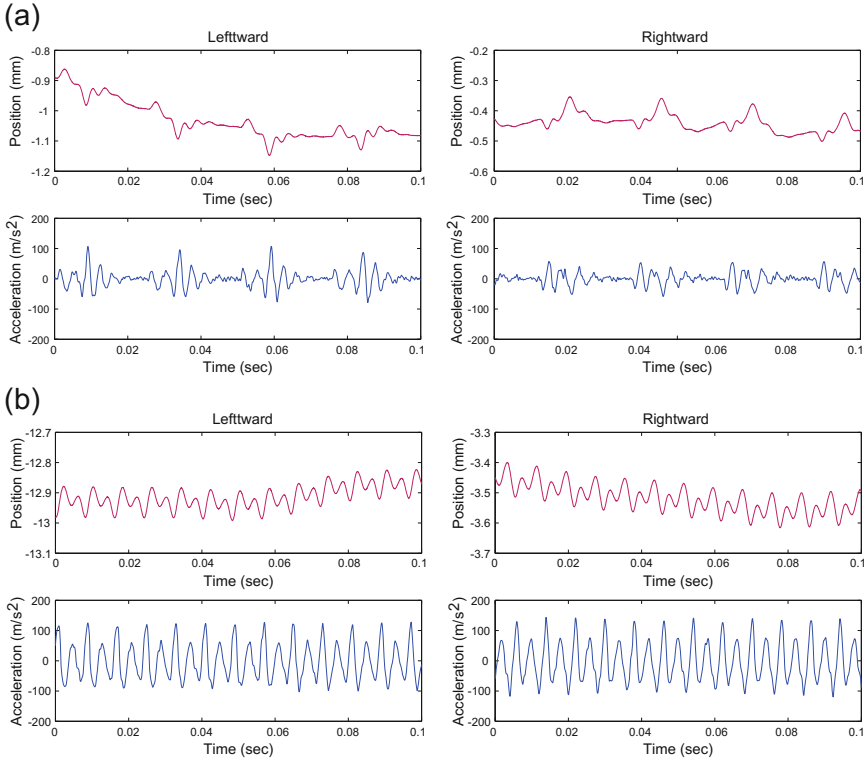 (a)
Lefttward
Rightward
-0.8
-0.9
-1
-1.1
-1.2
Position (mm)
0 0.02 0.04 0.06 0.08 0.1
Time (sec)
-0.2
-0.3
-0.4
-0.5
-0.6
Position (mm)
0 0.02 0.04 0.06 0.08 0.1
Time (sec)
200
100
0
-100
-200
Acceleration (m/s2)
0 0.02 0.04 0.06 0.08 0.1
Time (sec)
200
100
0
-100
-200
Acceleration (m/s2)
0 0.02 0.04 0.06 0.08 0.1
Time (sec)
(b)
Lefttward
Rightward
-12.7
-12.8
-12.9
-13
-13.1
Position (mm)
0 0.02 0.04 0.06 0.08 0.1
Time (sec)
-3.3
-3.4
-3.5
-3.6
-3.7
Position (mm)
0 0.02 0.04 0.06 0.08 0.1
Time (sec)
200
100
0
-100
-200
Acceleration (m/s2)
0 0.02 0.04 0.06 0.08 0.1
Time (sec)
200
100
0
-100
-200
Acceleration (m/s2)
0 0.02 0.04 0.06 0.08 0.1
Time (sec)